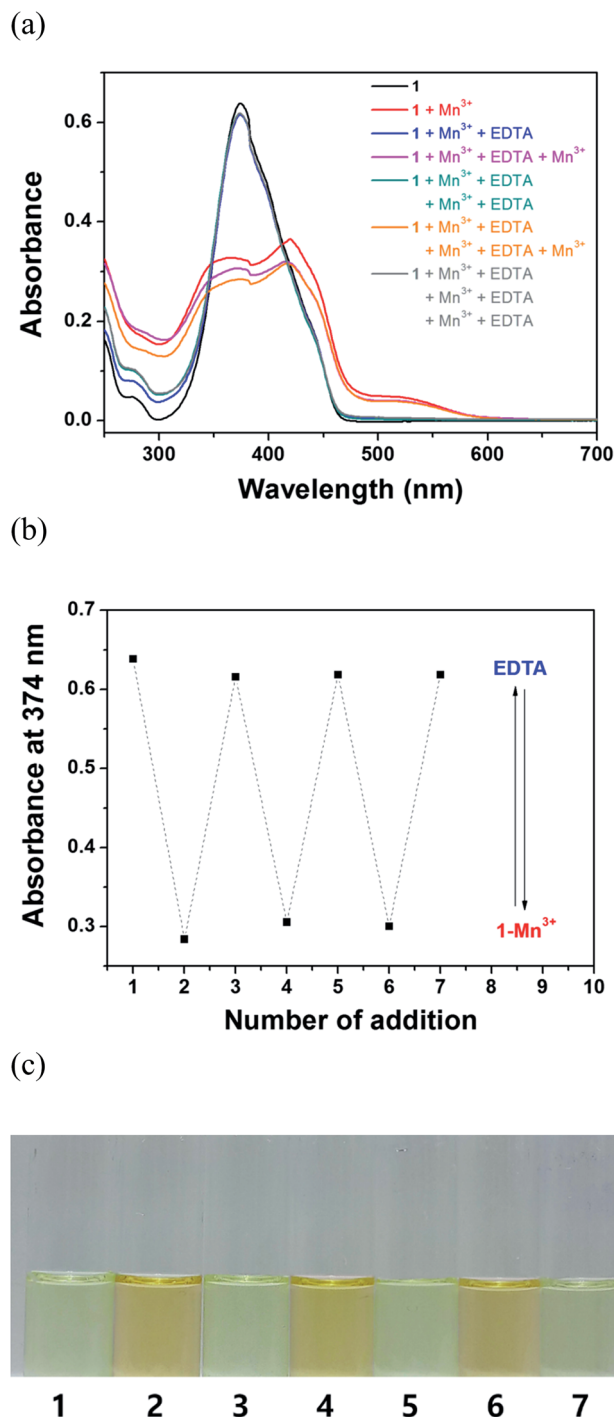 (a)
Absorbance
0.6
0.4
0.2
0.0
300
400
500
600
700
Wavelength (nm)
1
1 + Mn³⁺
1 + Mn³⁺ + EDTA
1 + Mn³⁺ + EDTA + Mn³⁺
1 + Mn³⁺ + EDTA
+ Mn³⁺ + EDTA
1 + Mn³⁺ + EDTA
+ Mn³⁺ + EDTA + Mn³⁺
1 + Mn³⁺ + EDTA
+ Mn³⁺ + EDTA
+ Mn³⁺ + EDTA
(b)
Absorbance at 374 nm
0.7
0.6
0.5
0.4
0.3
EDTA
1-Mn³⁺
1 2 3 4 5 6 7 8 9 10
Number of addition
(c)
1 2 3 4 5 6 7